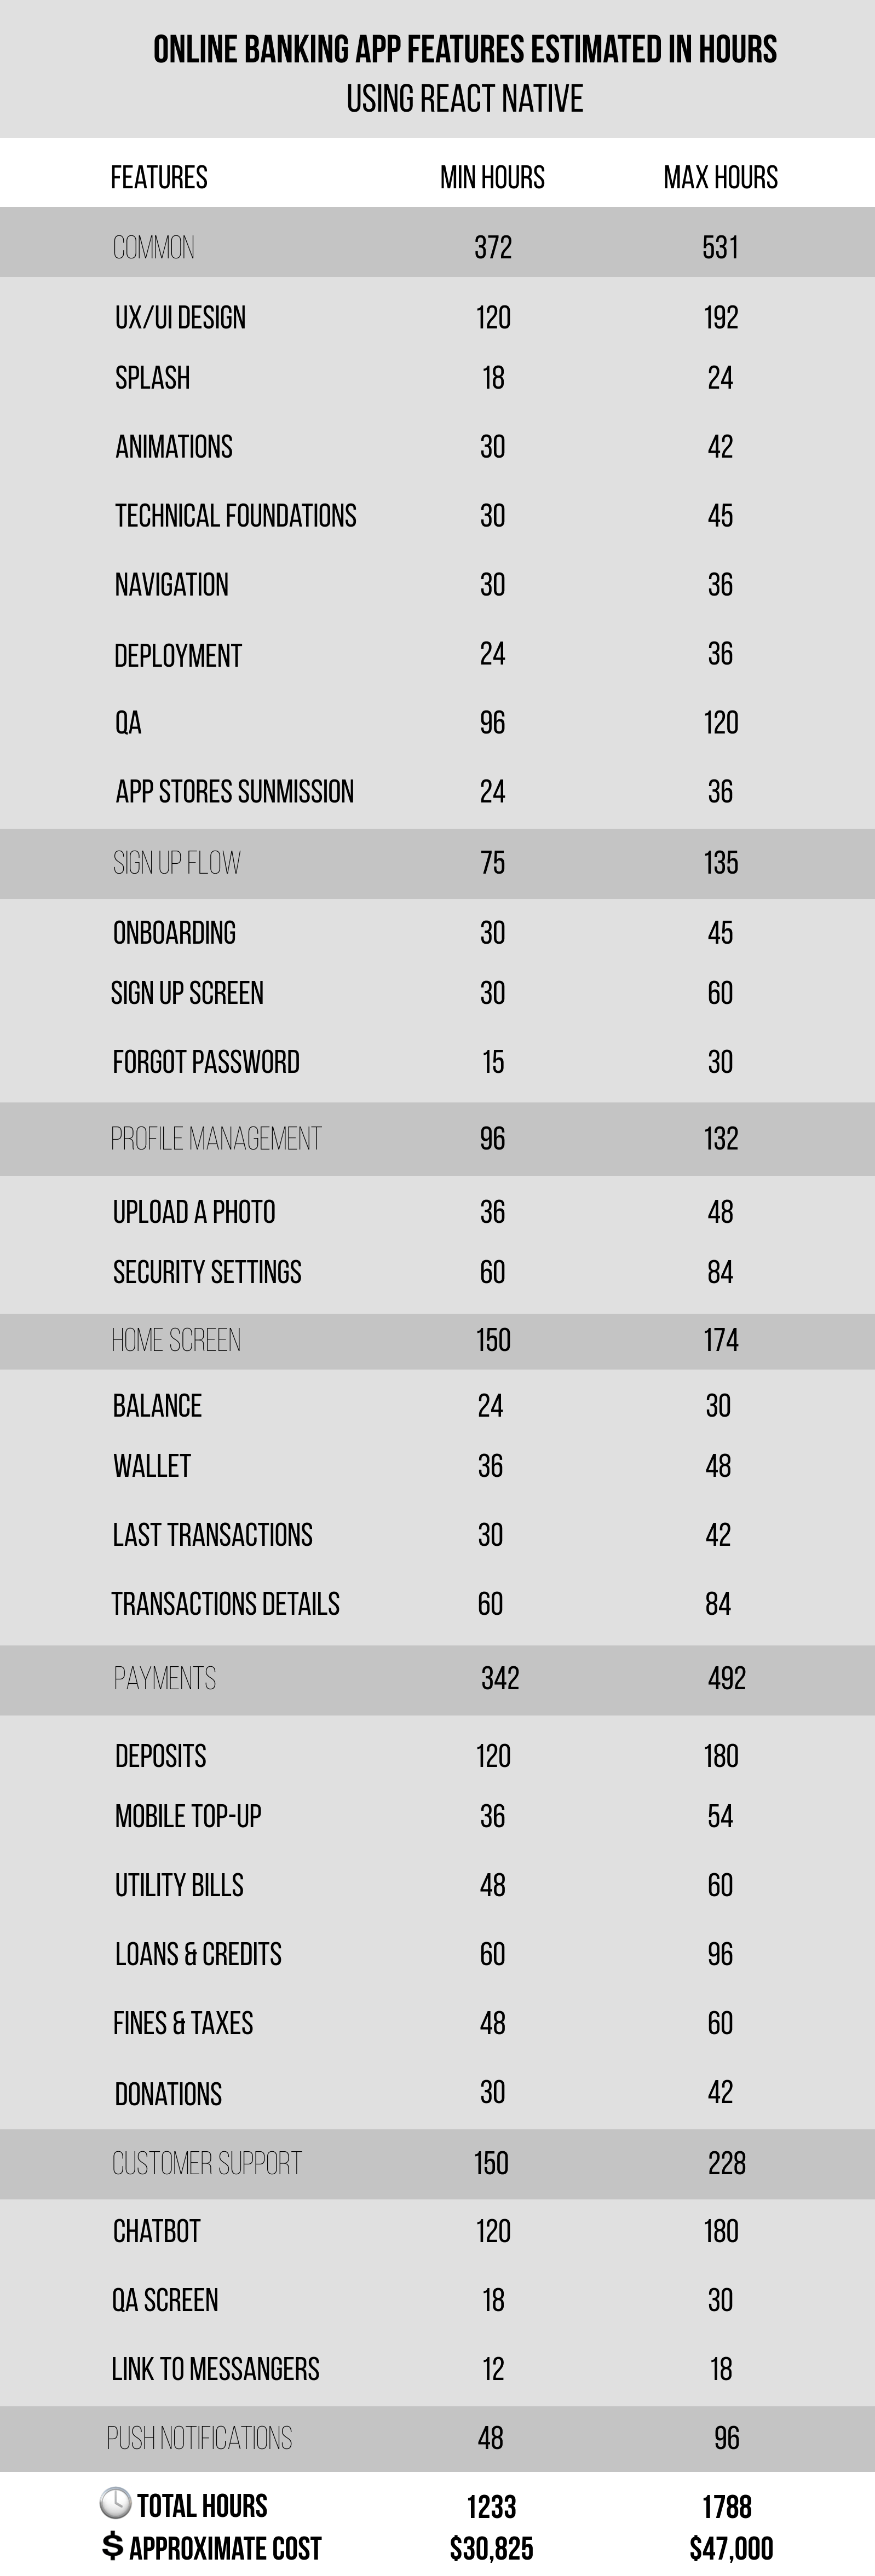 ONLINE BANKING APP FEATURES ESTIMATED IN HOURS
USING REACT NATIVE
FEATURES MIN HOURS MAX HOURS
COMMON 372 531
UX/UI DESIGN 120 192
SPLASH 18 24
ANIMATIONS 30 42
TECHNICAL FOUNDATIONS 30 45
NAVIGATION 30 36
DEPLOYMENT 24 36
QA 96 120
APP STORES SUNMISSION 24 36
SIGN UP FLOW 75 135
ONBOARDING 30 45
SIGN UP SCREEN 30 60
FORGOT PASSWORD 15 30
PROFILE MANAGEMENT 96 132
UPLOAD A PHOTO 36 48
SECURITY SETTINGS 60 84
HOME SCREEN 150 174
BALANCE 24 30
WALLET 36 48
LAST TRANSACTIONS 30 42
TRANSACTIONS DETAILS 60 84
PAYMENTS 342 492
DEPOSITS 120 180
MOBILE TOP-UP 36 54
UTILITY BILLS 48 60
LOANS & CREDITS 60 96
FINES & TAXES 48 60
DONATIONS 30 42
CUSTOMER SUPPORT 150 228
CHATBOT 120 180
QA SCREEN 18 30
LINK TO MESSANGERS 12 18
PUSH NOTIFICATIONS 48 96
TOTAL HOURS 1233 1788
$ APPROXIMATE COST $30,825 $47,000